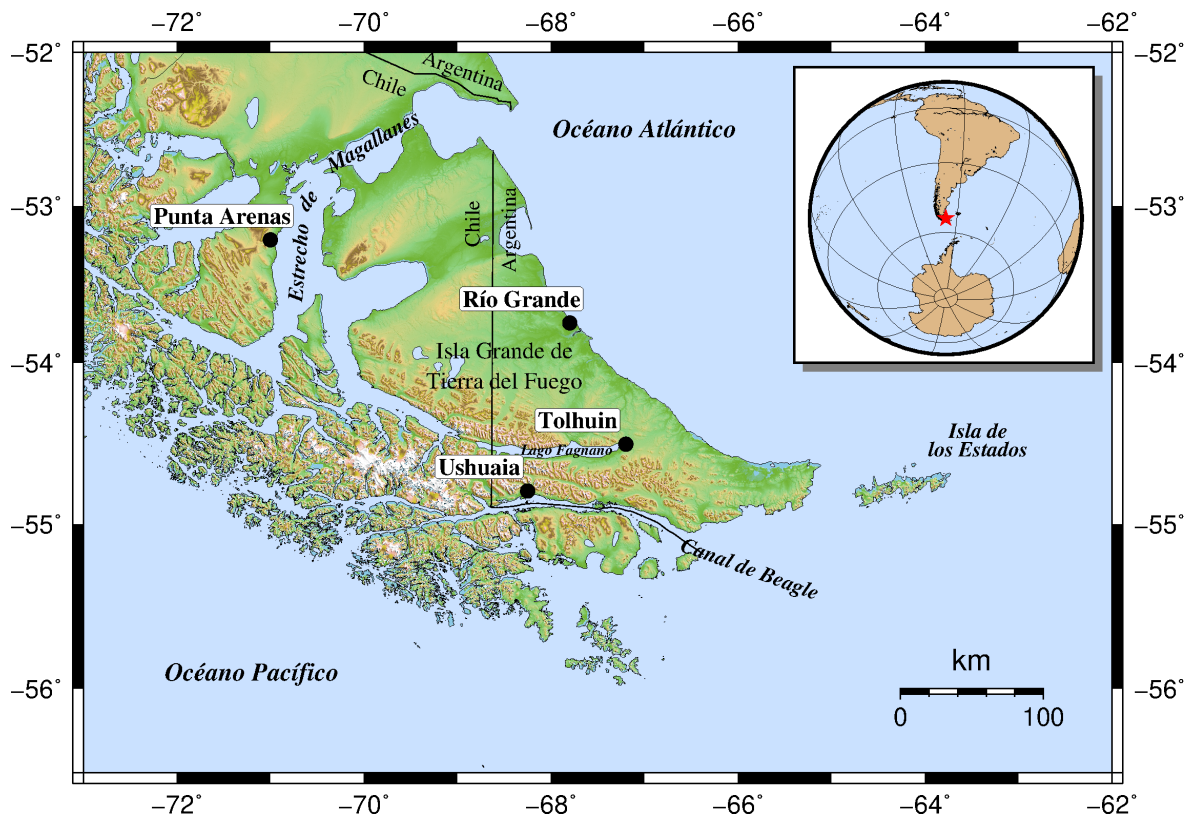 −72˚ −70˚ −68˚ −66˚ −64˚ −62˚
−52˚ −52˚
Argentina
Chile
Océano Atlántico
Magallanes
de
Estrecho
−53˚ −53˚
Punta Arenas
Chile
Argentina
Río Grande
−54˚ −54˚
Isla Grande de
Tierra del Fuego
Tolhuin
Lago Fagnano
Isla de
los Estados
Ushuaia
−55˚ −55˚
Canal de Beagle
Océano Pacífico
km
−56˚ −56˚
0 100
−72˚ −70˚ −68˚ −66˚ −64˚ −62˚